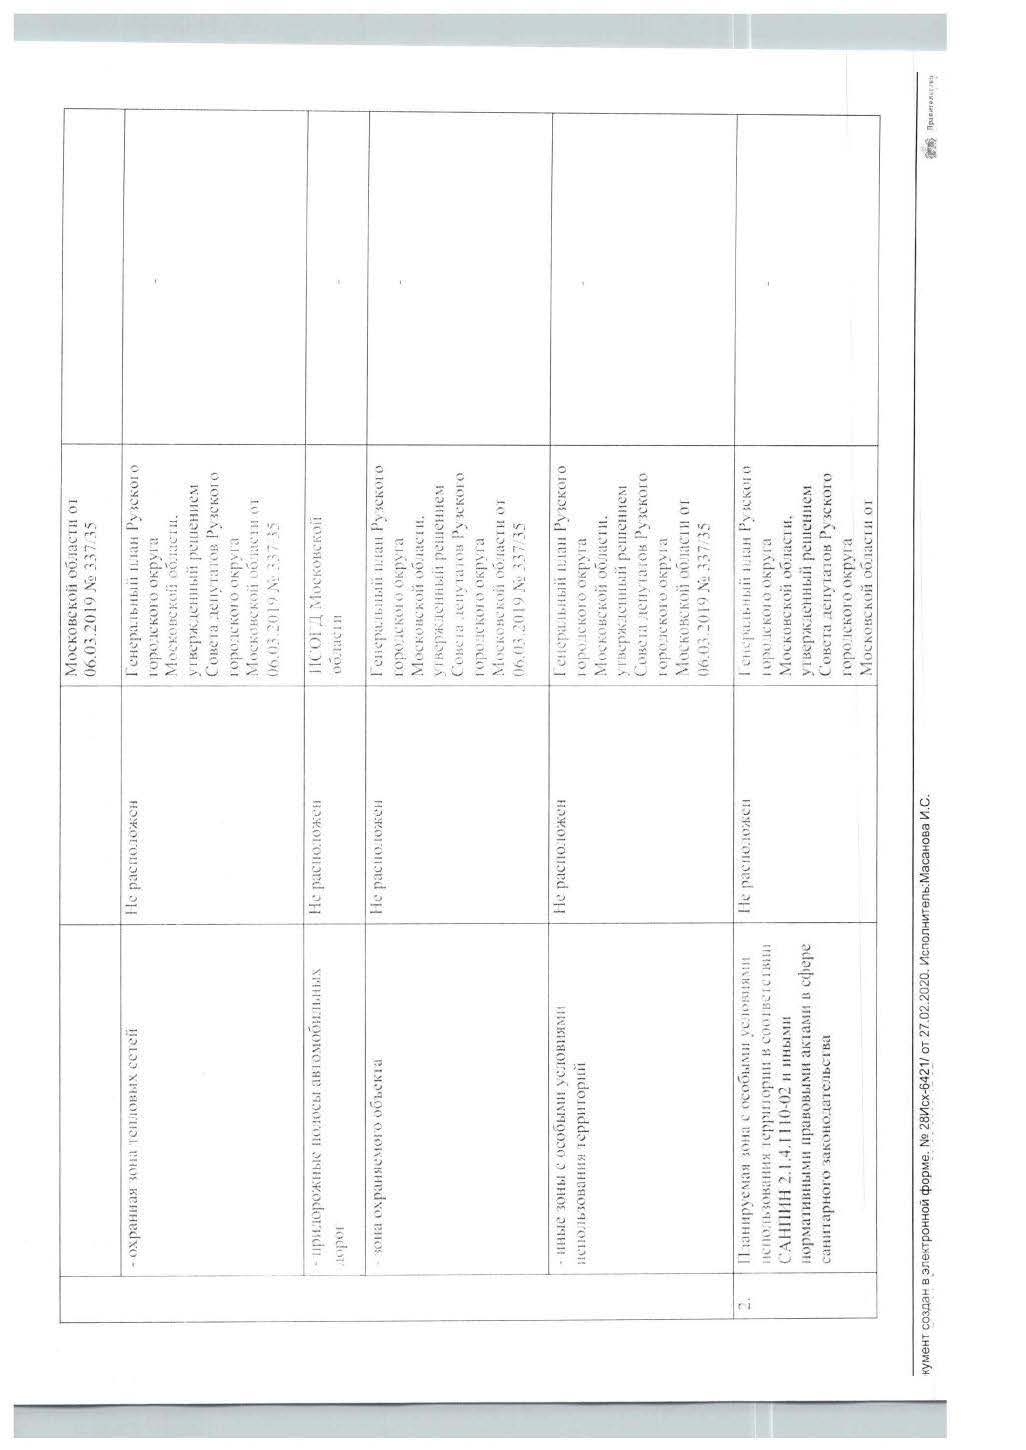 Московской области от
06.03.2019 № 337/35
- охранная зона тепловых сетей
Не расположен
Генеральный план Рузского
городского округа
Московской области,
утвержденный решением
Совета депутатов Рузского
городского округа
Московской области от
06.03.2019 № 337/35
-
- придорожные полосы автомобильных
дорог
Не расположен
ИСОГД Московской
области
-
- зона охраняемого объекта
Не расположен
Генеральный план Рузского
городского округа
Московской области,
утвержденный решением
Совета депутатов Рузского
городского округа
Московской области от
06.03.2019 № 337/35
-
- иные зоны с особыми условиями
использования территорий
Не расположен
Генеральный план Рузского
городского округа
Московской области,
утвержденный решением
Совета депутатов Рузского
городского округа
Московской области от
06.03.2019 № 337/35
-
2.
Планируемая зона с особыми условиями
использования территории в соответствии
САНПИН 2.1.4.1110-02 и иными
нормативными правовыми актами в сфере
санитарного законодательства
Не расположен
Генеральный план Рузского
городского округа
Московской области,
утвержденный решением
Совета депутатов Рузского
городского округа
Московской области от
-
кумент создан в электронной форме. № 28Исх-6421/ от 27.02.2020. Исполнитель:Масанова И.С.
Правительство